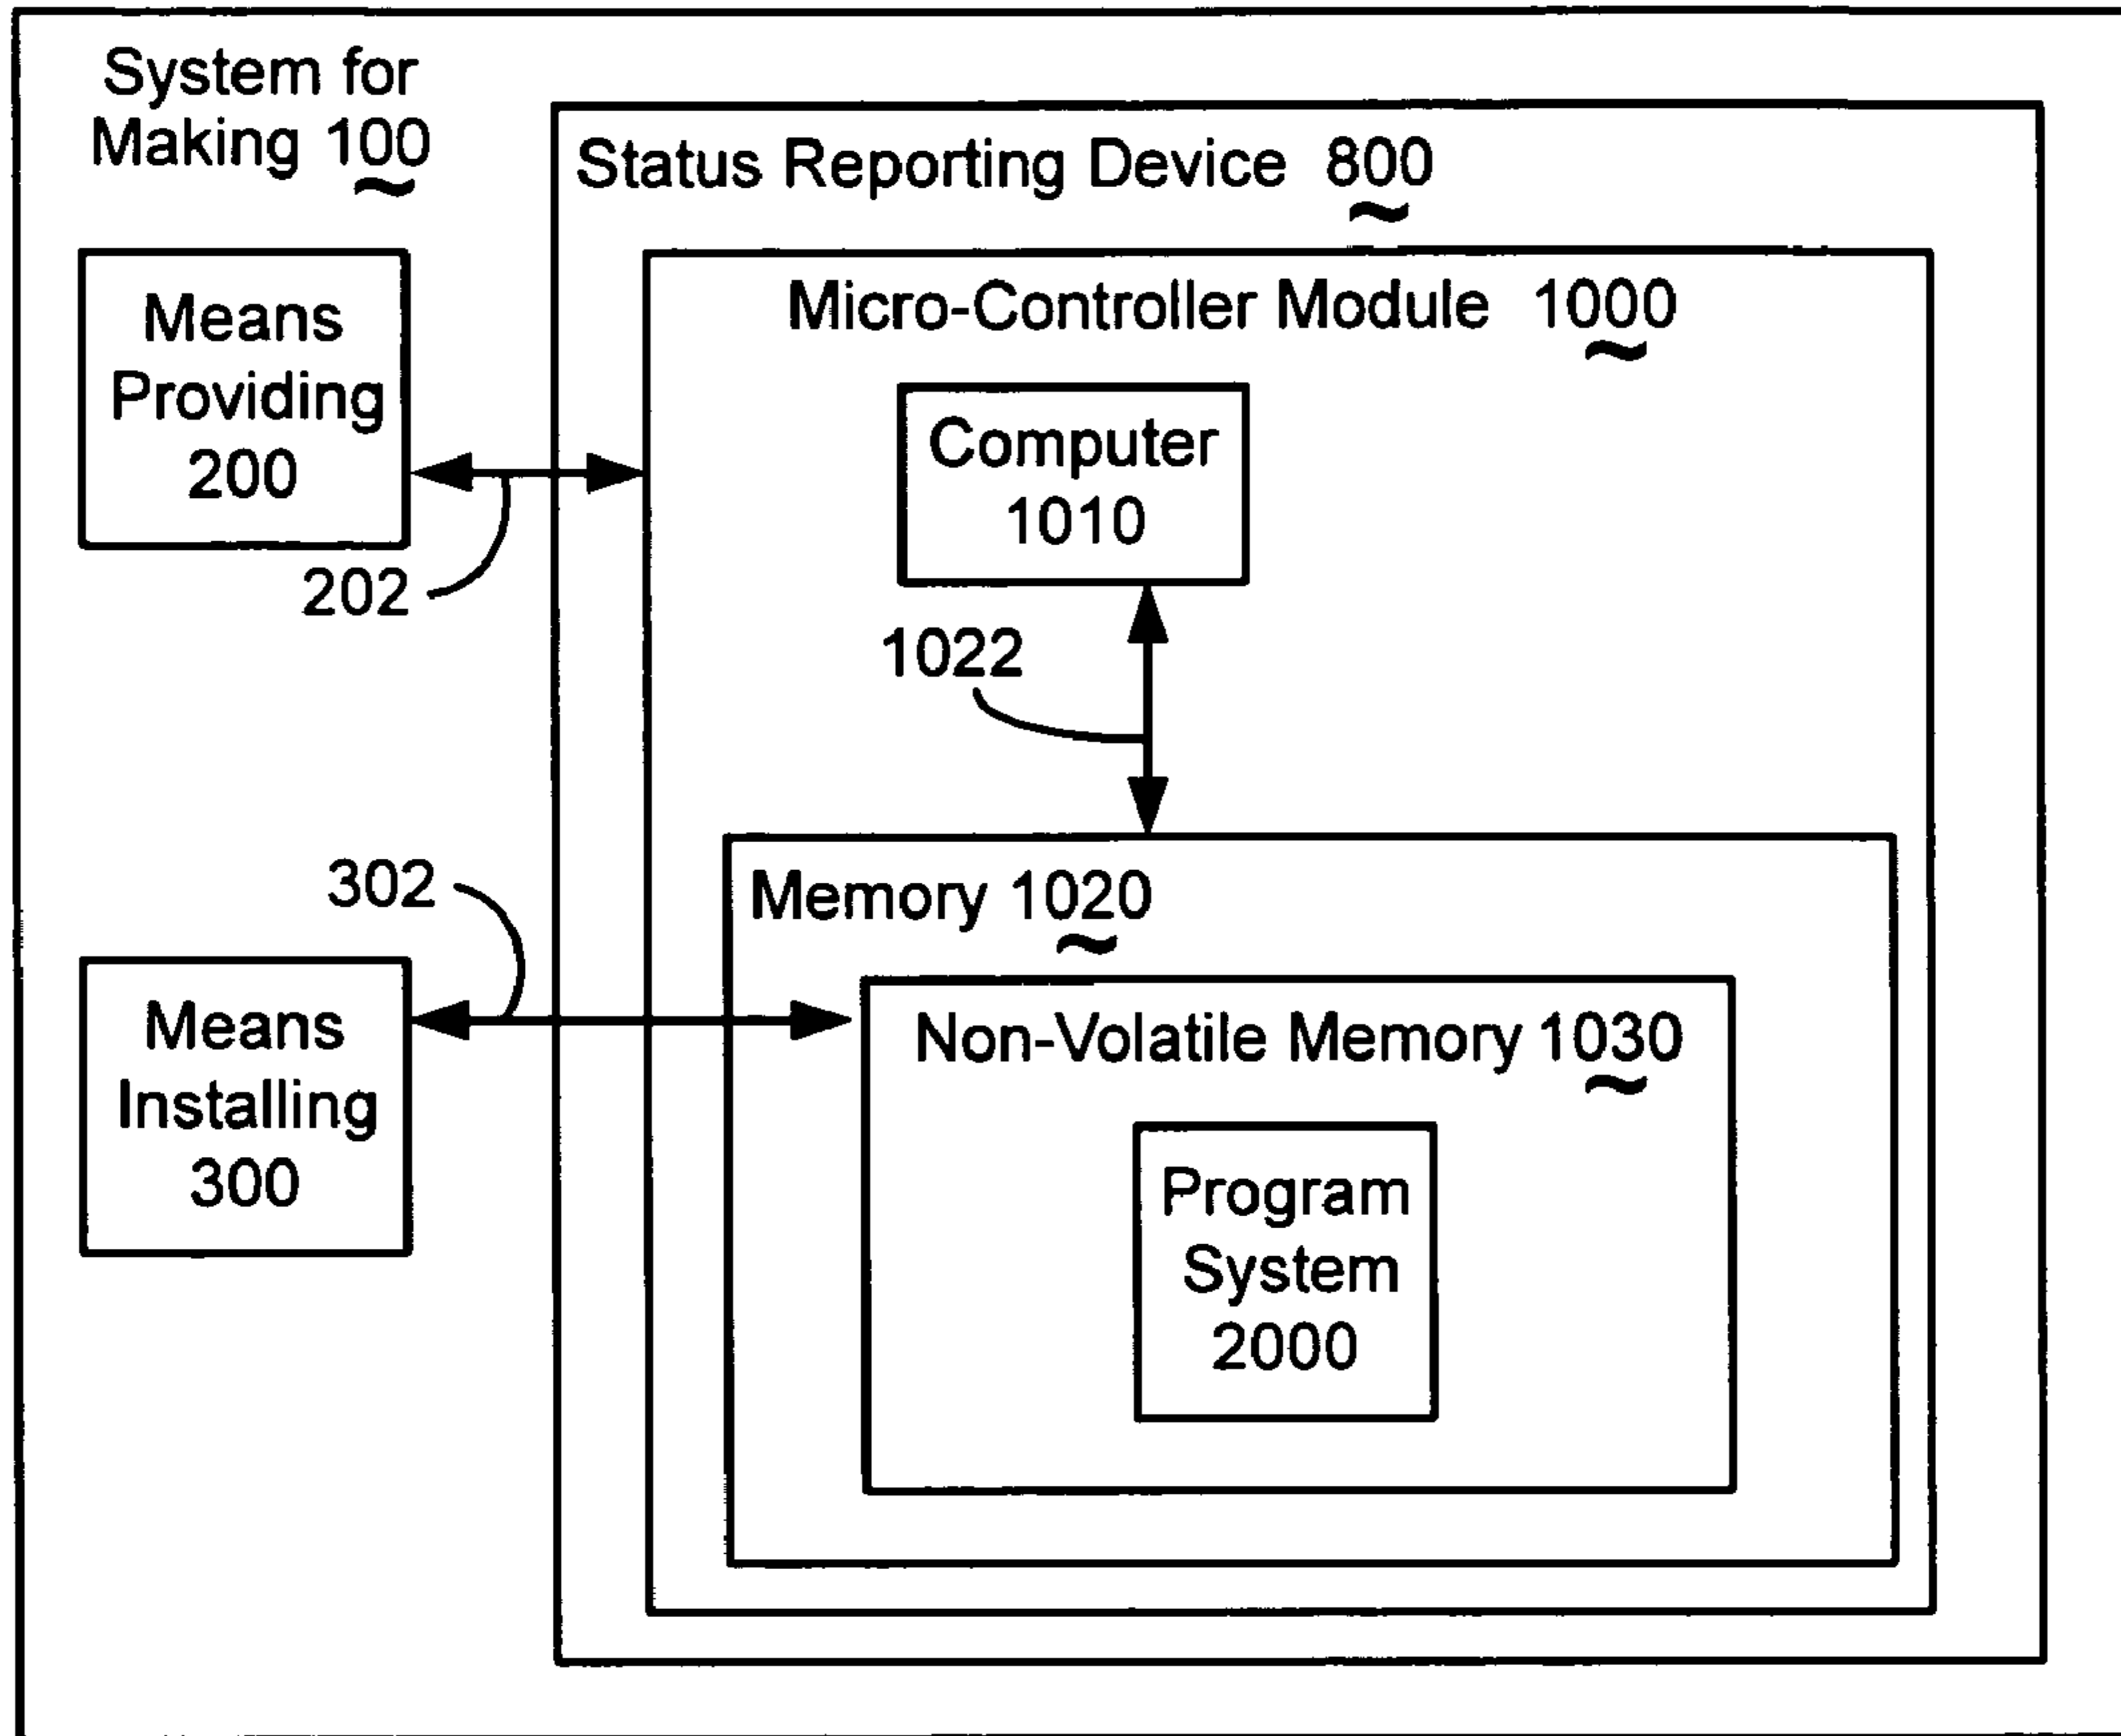 System for
Making 100
Status Reporting Device 800
Means
Providing
200
202
Micro-Controller Module 1000
Computer
1010
1022
302
Means
Installing
300
Memory 1020
Non-Volatile Memory 1030
Program
System
2000